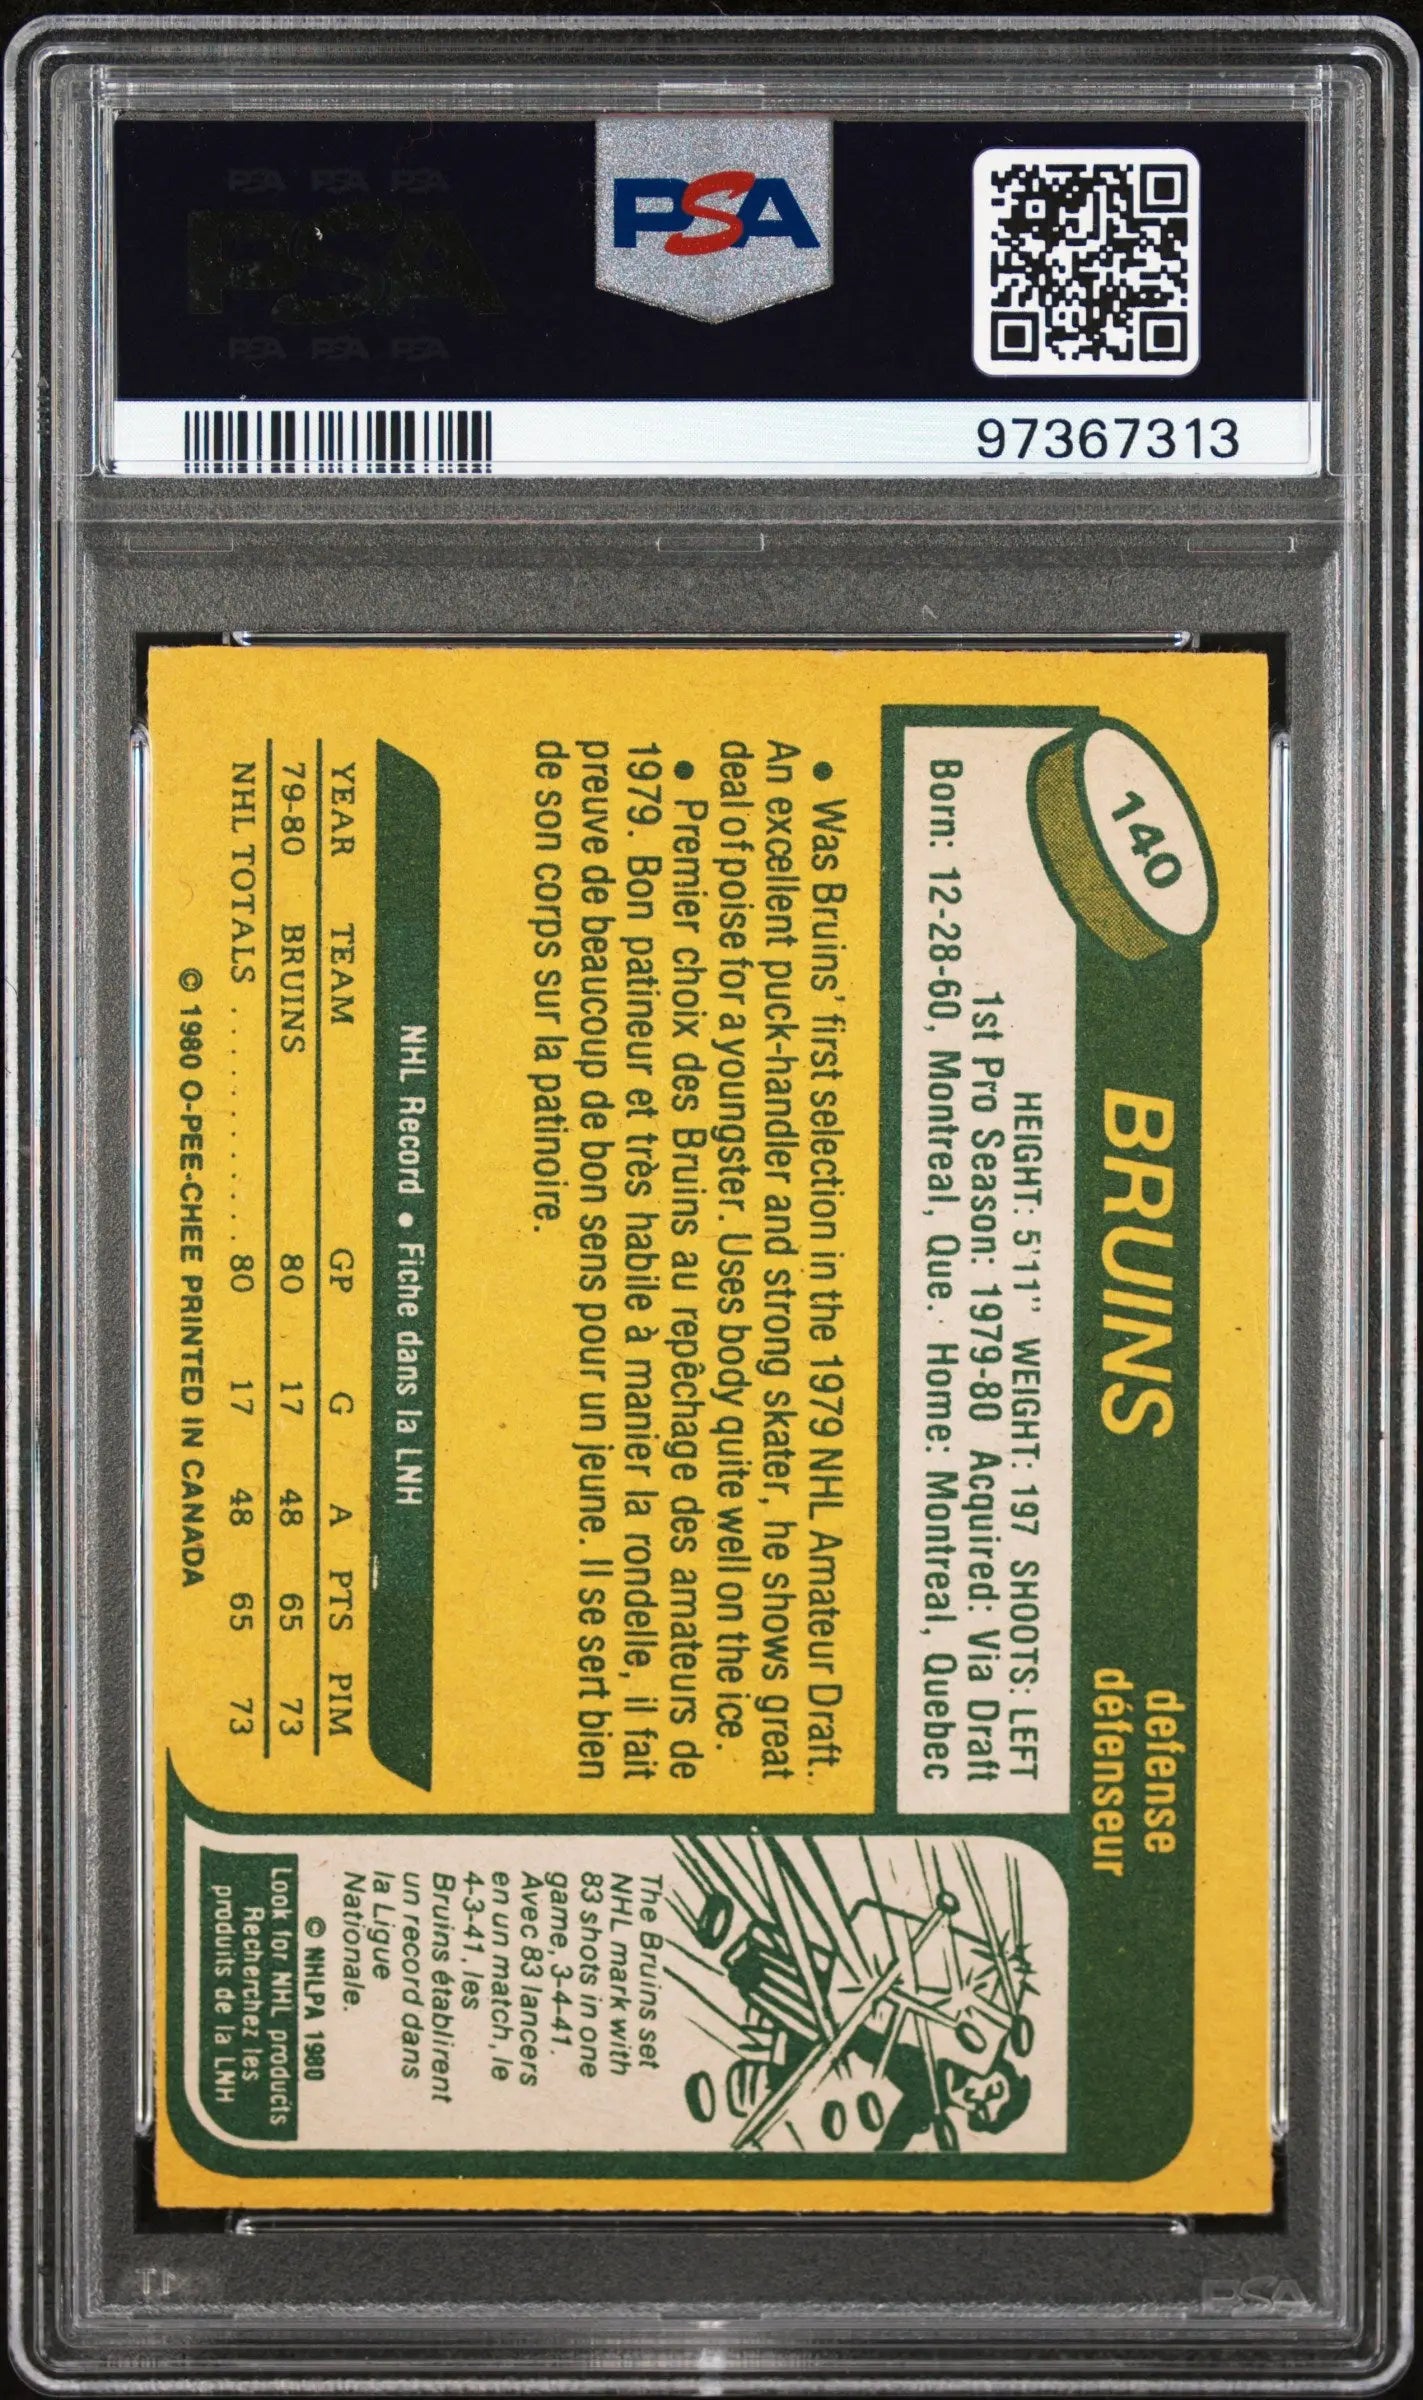 PSA PSA PSA
PSA
PSA PSA PSA
PSA
97367313
140
BRUINS
defense
défenseur
HEIGHT: 5'11" WEIGHT: 197 SHOOTS: LEFT
1st Pro Season: 1979-80 Acquired: Via Draft
Born: 12-28-60, Montreal, Que. Home: Montreal, Quebec
• Was Bruins' first selection in the 1979 NHL Amateur Draft.
An excellent puck-handler and strong skater, he shows great
deal of poise for a youngster. Uses body quite well on the ice.
• Premier choix des Bruins au repêchage des amateurs de
1979. Bon patineur et très habile à manier la rondelle, il fait
preuve de beaucoup de bon sens pour un jeune. Il se sert bien
de son corps sur la patinoire.
NHL Record • Fiche dans la LNH
YEAR TEAM GP G A PTS PIM
79-80 BRUINS 80 17 48 65 73
NHL TOTALS .............. 80 17 48 65 73
© 1980 O-PEE-CHEE PRINTED IN CANADA
The Bruins set
NHL mark with
83 shots in one
game, 3-4-41.
Avec 83 lancers
en un match, le
4-3-41, les
Bruins établirent
un record dans
la Ligue
Nationale.
© NHLPA 1980
Look for NHL products
Recherchez les
produits de la LNH
PSA